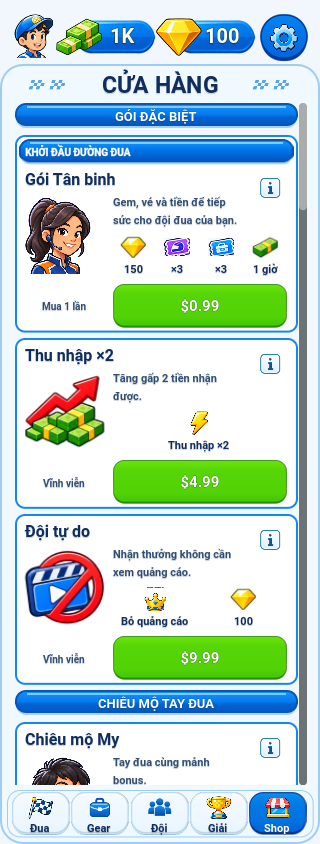 1K
100
CỬA HÀNG
GÓI ĐẶC BIỆT
KHỞI ĐẦU ĐƯỜNG ĐUA
Gói Tân binh
Gem, vé và tiền để tiếp
sức cho đội đua của bạn.
150
×3
×3
1 giờ
Mua 1 lần
$0.99
Thu nhập ×2
Tăng gấp 2 tiền nhận
được.
Thu nhập ×2
Vĩnh viễn
$4.99
Đội tự do
Nhận thưởng không cần
xem quảng cáo.
Bỏ quảng cáo
100
Vĩnh viễn
$9.99
CHIÊU MỘ TAY ĐUA
Chiêu mộ My
Tay đua cùng mảnh
bonus.
Đua
Gear
Đội
Giải
Shop